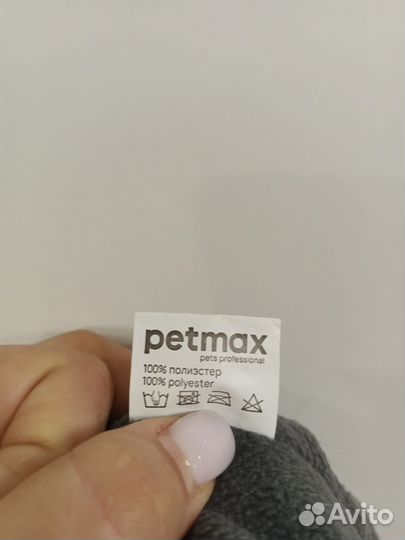 petmax
pets professional
100% полиэстер
100% polyester
Avito